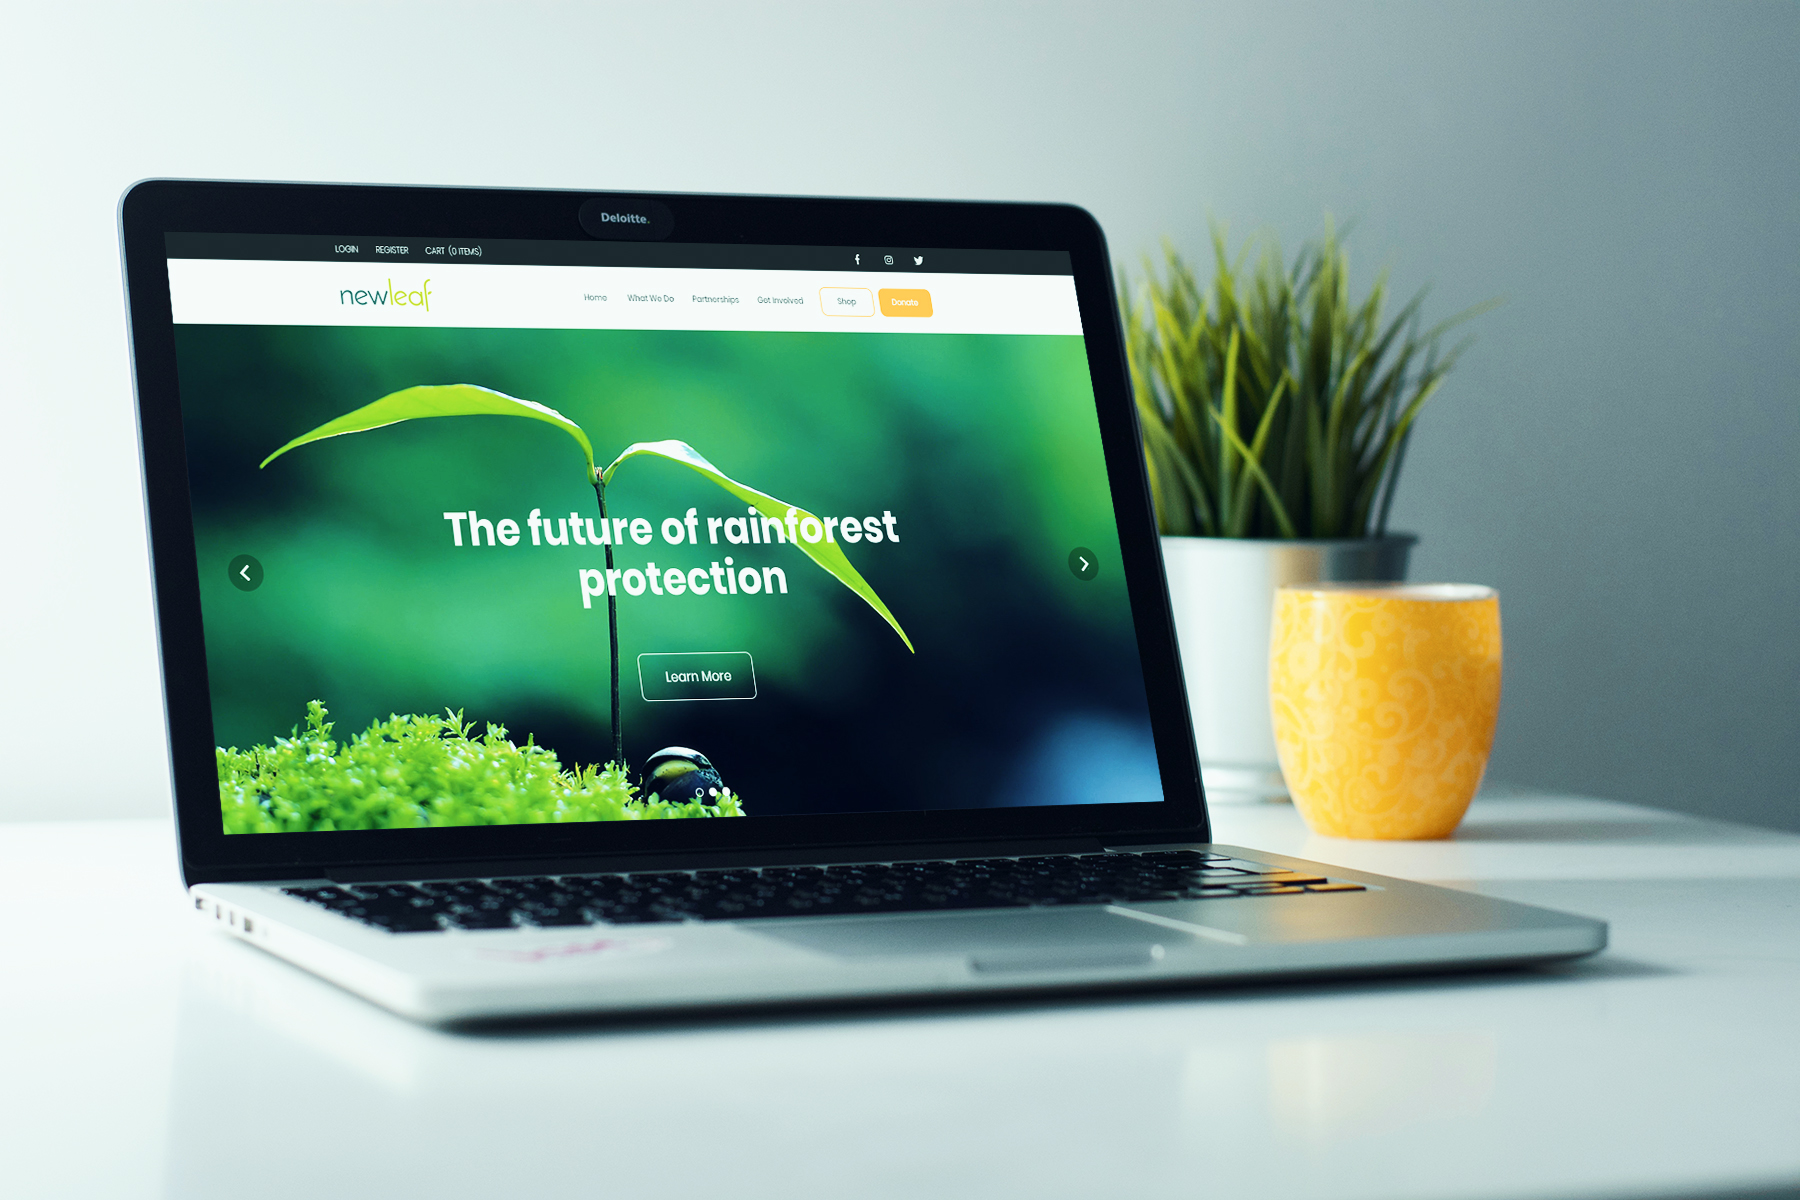 Deloitte.
LOGIN REGISTER CART (0 ITEMS)
newleaf
Home What We Do Partnerships Get Involved Shop Donate
The future of rainforest
protection
Learn More